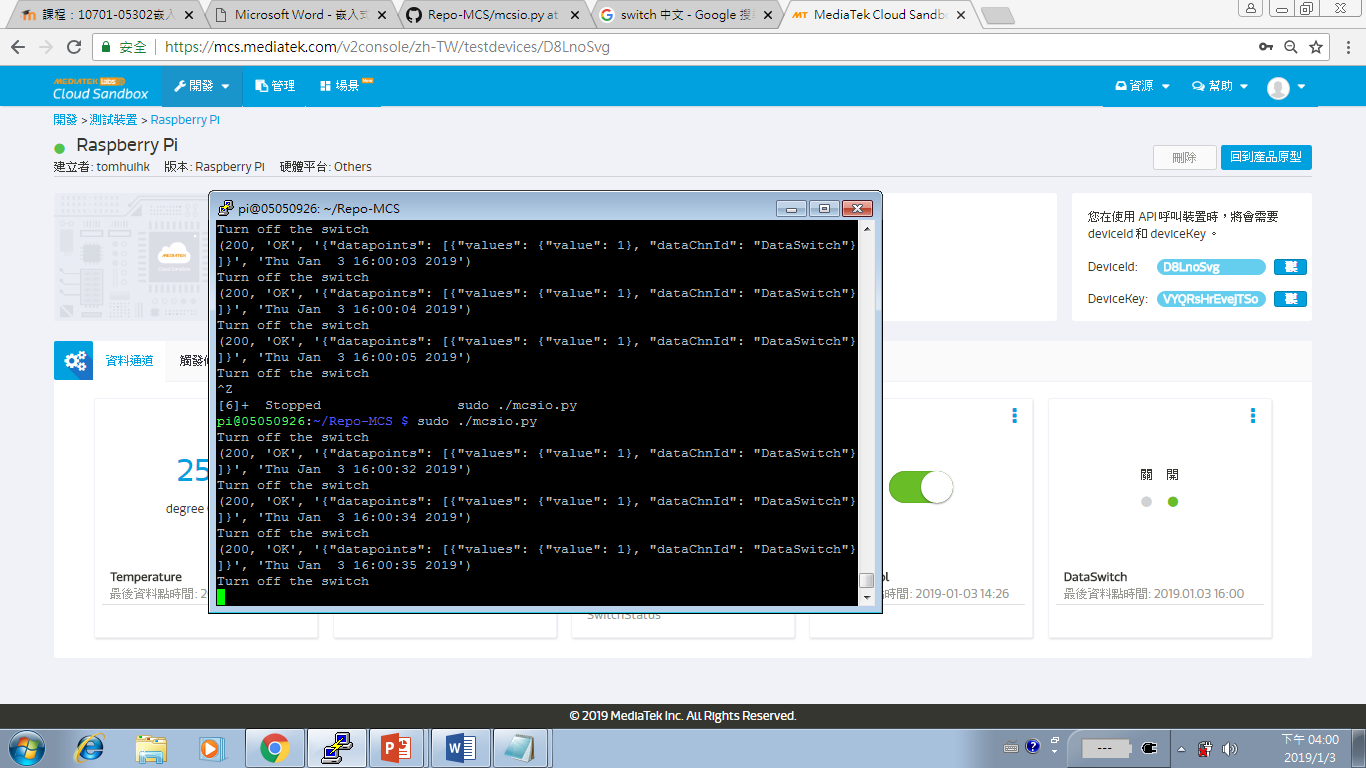 課程：10701-05302嵌入
Microsoft Word - 嵌入式
Repo-MCS/mcsio.py at
switch 中文 - Google 搜
MediaTek Cloud Sandb
安全
https://mcs.mediatek.com/v2console/zh-TW/testdevices/D8LnoSvg
MEDIATEK labs
Cloud Sandbox
開發
管理
場景
New
資源
幫助
開發 > 測試裝置 > Raspberry PI
Raspberry Pi
建立者: tomhuihk 版本: Raspberry PI 硬體平台: Others
刪除
回到產品原型
您在使用 API 呼叫裝置時，將會需要
deviceId 和 deviceKey。
DeviceId: D8LnoSvg
DeviceKey: VYQRsHrEvejTSo
pi@05050926: ~/Repo-MCS
Turn off the switch
(200, 'OK', '{"datapoints": [{"values": {"value": 1}, "dataChnId": "DataSwitch"}
]}', 'Thu Jan  3 16:00:03 2019')
Turn off the switch
(200, 'OK', '{"datapoints": [{"values": {"value": 1}, "dataChnId": "DataSwitch"}
]}', 'Thu Jan  3 16:00:04 2019')
Turn off the switch
(200, 'OK', '{"datapoints": [{"values": {"value": 1}, "dataChnId": "DataSwitch"}
]}', 'Thu Jan  3 16:00:05 2019')
Turn off the switch
^Z
[6]+  Stopped                 sudo ./mcsio.py
pi@05050926:~/Repo-MCS $ sudo ./mcsio.py
Turn off the switch
(200, 'OK', '{"datapoints": [{"values": {"value": 1}, "dataChnId": "DataSwitch"}
]}', 'Thu Jan  3 16:00:32 2019')
Turn off the switch
(200, 'OK', '{"datapoints": [{"values": {"value": 1}, "dataChnId": "DataSwitch"}
]}', 'Thu Jan  3 16:00:34 2019')
Turn off the switch
(200, 'OK', '{"datapoints": [{"values": {"value": 1}, "dataChnId": "DataSwitch"}
]}', 'Thu Jan  3 16:00:35 2019')
Turn off the switch
資料通道
觸發
25
degree
Temperature
最後資料點時間: 2
SwitchStatus
ol
時間: 2019-01-03 14:26
關 開
DataSwitch
最後資料點時間: 2019.01.03 16:00
© 2019 MediaTek Inc. All Rights Reserved.
---
下午 04:00
2019/1/3